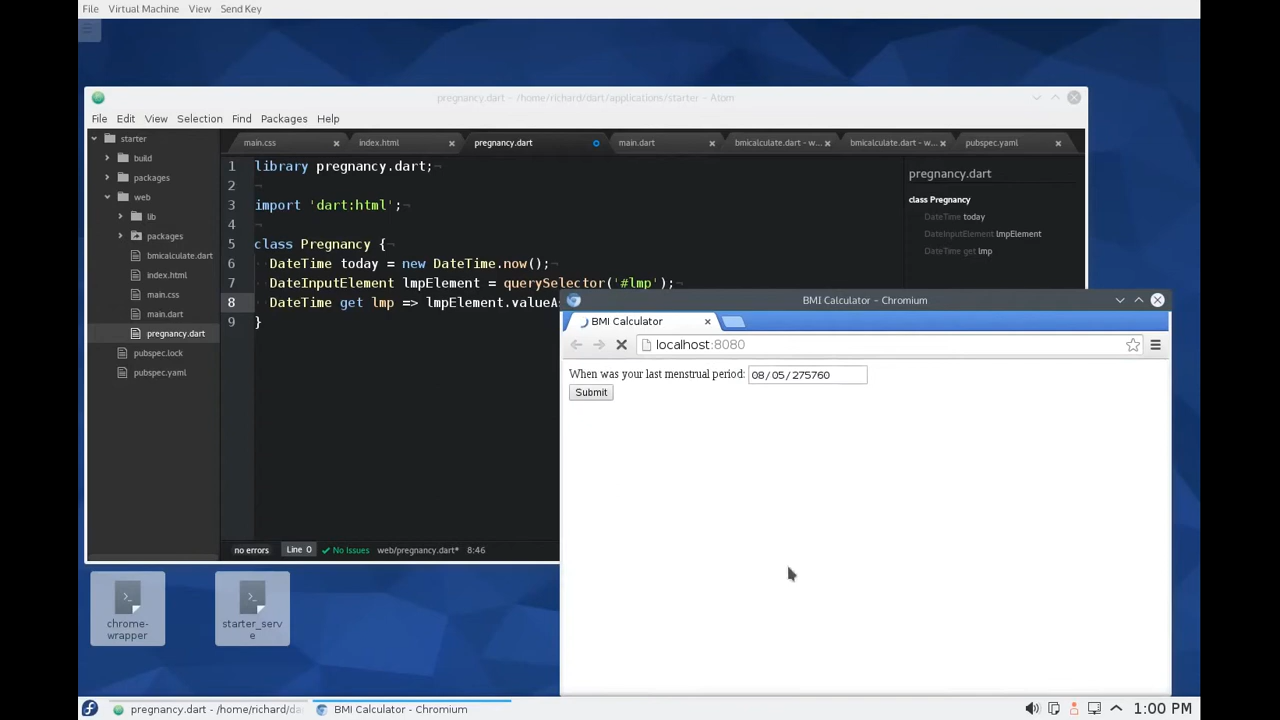 File Virtual Machine View Send Key
pregnancy.dart - /home/richard/dart/applications/starter - Atom
File Edit View Selection Find Packages Help
starter
build
packages
web
lib
packages
bmicalculate.dart
index.html
main.css
main.dart
pregnancy.dart
pubspec.lock
pubspec.yaml
main.css index.html pregnancy.dart main.dart bmicalculate.dart - w... bmicalculate.dart - w... pubspec.yaml
1 library pregnancy.dart;
2
3 import 'dart:html';
4
5 class Pregnancy {
6 DateTime today = new DateTime.now();
7 DateInputElement lmpElement = querySelector('#lmp');
8 DateTime get lmp => lmpElement.valueAs
9 }
pregnancy.dart
class Pregnancy
DateTime today
DateInputElement lmpElement
DateTime get lmp
no errors Line 0 No Issues web/pregnancy.dart* 8:46
BMI Calculator - Chromium
BMI Calculator
localhost:8080
When was your last menstrual period: 08/05/275760
Submit
chrome-
wrapper
starter_serv
e
pregnancy.dart - /home/richard/da
BMI Calculator - Chromium
1:00 PM